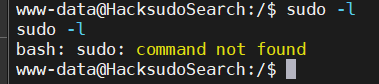 www-data@HacksudoSearch:/$ sudo -l
sudo -l
bash: sudo: command not found
www-data@HacksudoSearch:/$